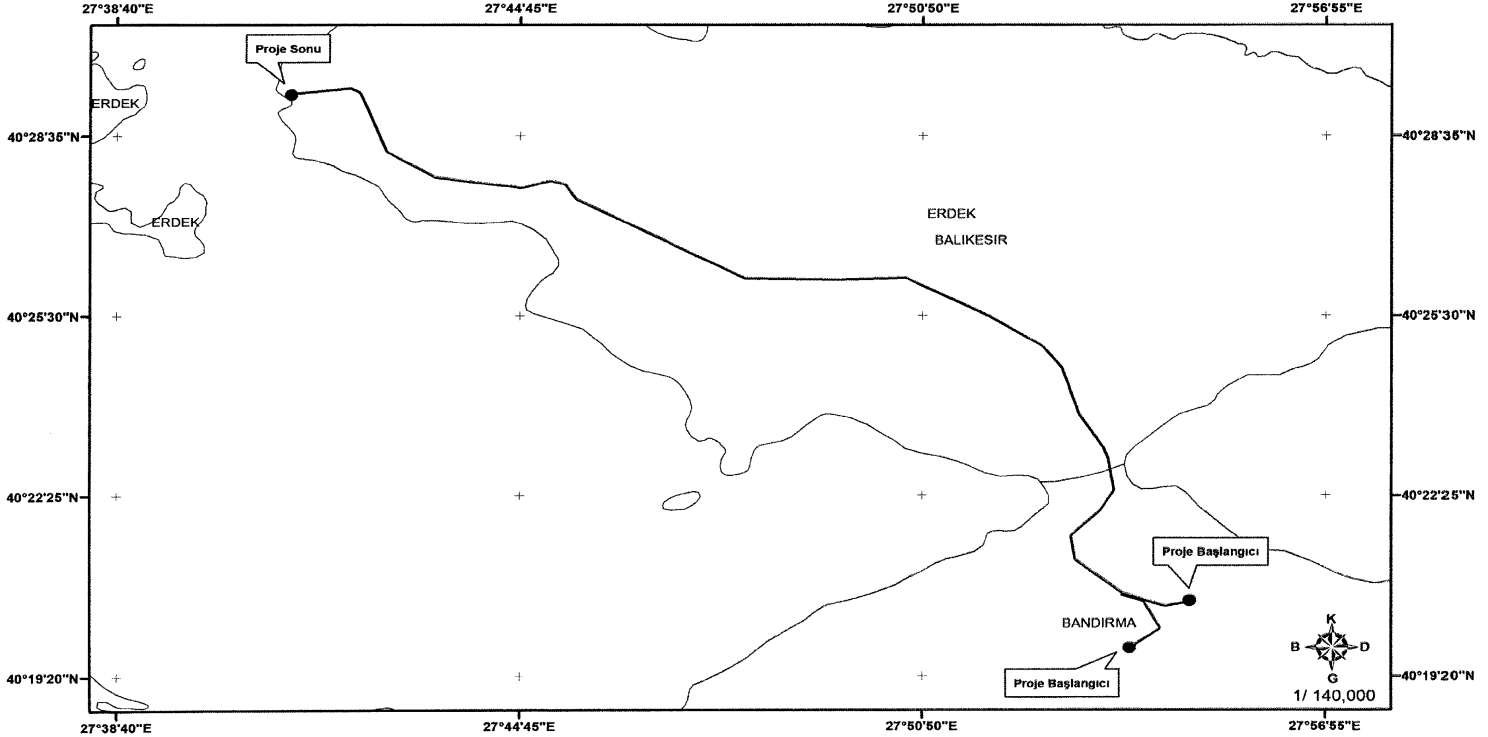 27°38'40"E
27°44'45"E
27°50'50"E
27°56'55"E
Proje Sonu
ERDEK
40°28'35"N
40°28'35"N
ERDEK
ERDEK
BALIKESIR
40°25'30"N
40°25'30"N
40°22'25"N
40°22'25"N
Proje Başlangıcı
BANDIRMA
K
B
D
G
40°19'20"N
40°19'20"N
Proje Başlangıcı
1/ 140,000
27°38'40"E
27°44'45"E
27°50'50"E
27°56'55"E